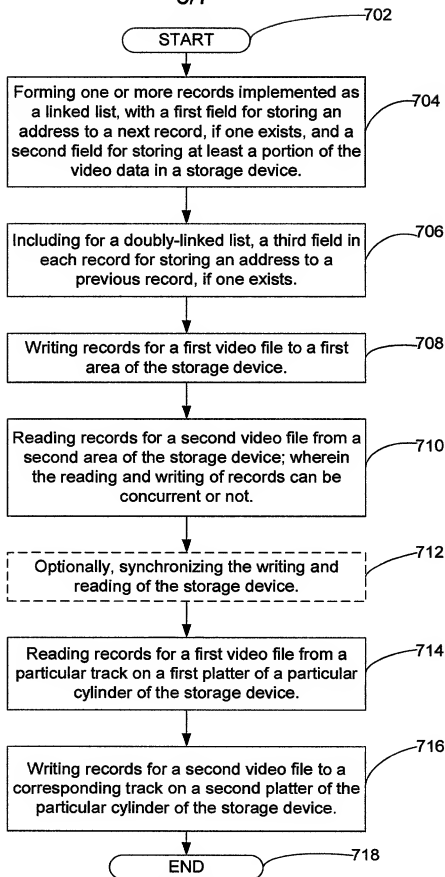 702
START
Forming one or more records implemented as
a linked list, with a first field for storing an
address to a next record, if one exists, and a
second field for storing at least a portion of the
video data in a storage device.
704
Including for a doubly-linked list, a third field in
each record for storing an address to a
previous record, if one exists.
706
Writing records for a first video file to a first
area of the storage device.
708
Reading records for a second video file from a
second area of the storage device; wherein
the reading and writing of records can be
concurrent or not.
710
Optionally, synchronizing the writing and
reading of the storage device.
712
Reading records for a first video file from a
particular track on a first platter of a particular
cylinder of the storage device.
714
Writing records for a second video file to a
corresponding track on a second platter of the
particular cylinder of the storage device.
716
END
718